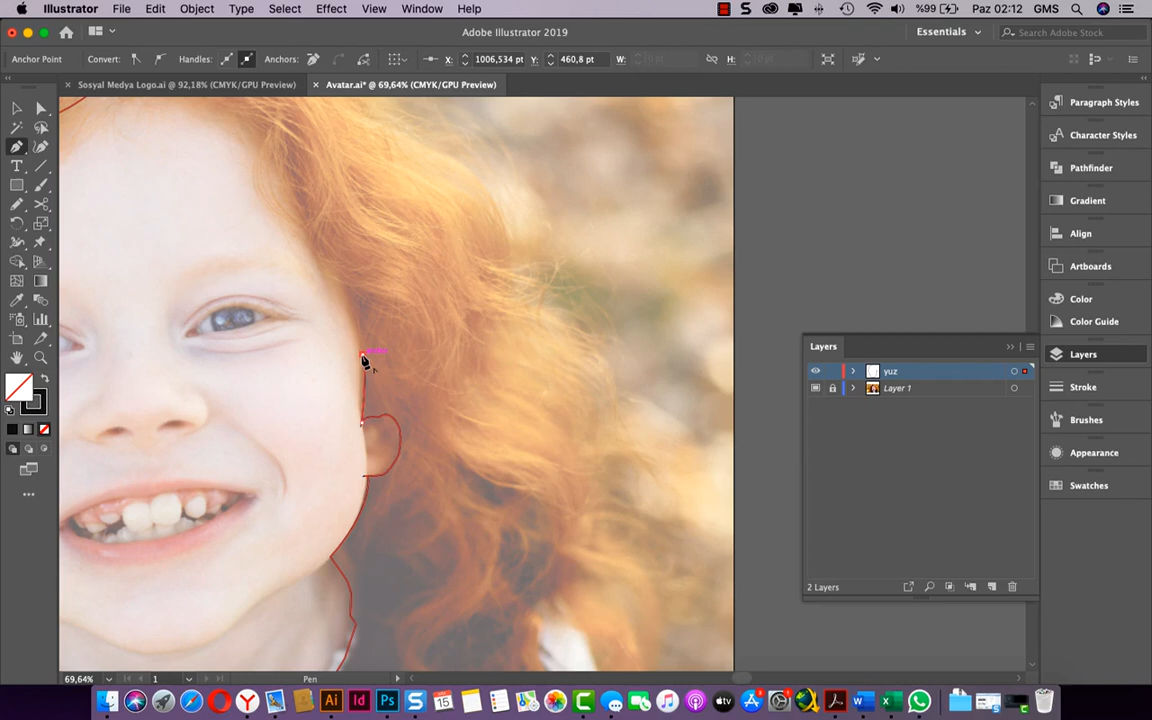 Illustrator File Edit Object Type Select Effect View Window Help %99 Paz 02:12 GMS
Adobe Illustrator 2019 Essentials Search Adobe Stock
Anchor Point Convert: Handles: Anchors: X: 1006,534 pt Y: 460,8 pt W: H:
Sosyal Medya Logo.ai @ 92,18% (CMYK/GPU Preview) Avatar.ai* @ 69,64% (CMYK/GPU Preview)
Paragraph Styles
Character Styles
Pathfinder
Gradient
Align
Artboards
Color
Color Guide
Layers
Stroke
Brushes
Appearance
Swatches
Layers
yuz
Layer 1
2 Layers
69,64% 1 Pen